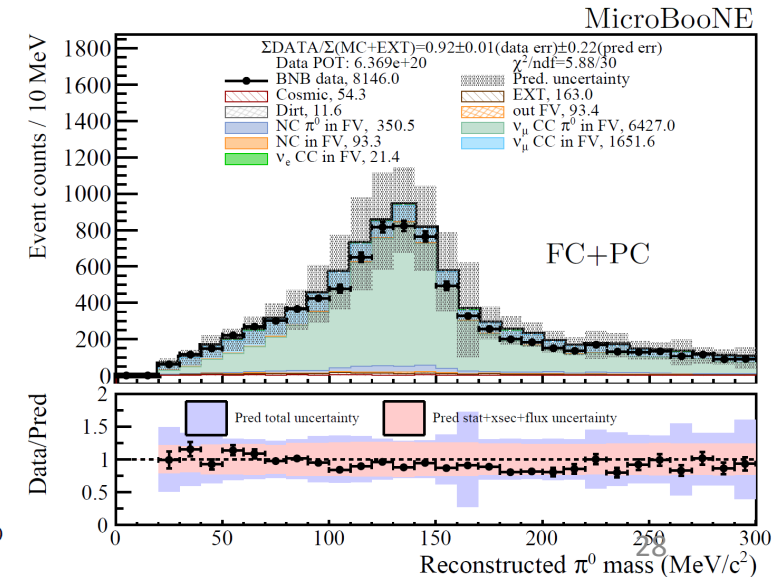 MicroBooNE
ΣDATA/Σ(MC+EXT)=0.92±0.01(data err)±0.22(pred err)
Data POT: 6.369e+20 χ²/ndf=5.88/30
BNB data, 8146.0 Pred. uncertainty
Cosmic, 54.3 EXT, 163.0
Dirt, 11.6 out FV, 93.4
NC π⁰ in FV, 350.5 νμ CC π⁰ in FV, 6427.0
NC in FV, 93.3 νμ CC in FV, 1651.6
νe CC in FV, 21.4
FC+PC
Event counts / 10 MeV
1800
1600
1400
1200
1000
800
600
400
200
0
Data/Pred
2
1.5
1
0.5
0
Pred total uncertainty Pred stat+xsec+flux uncertainty
0 50 100 150 200 250 300
28
Reconstructed π⁰ mass (MeV/c²)